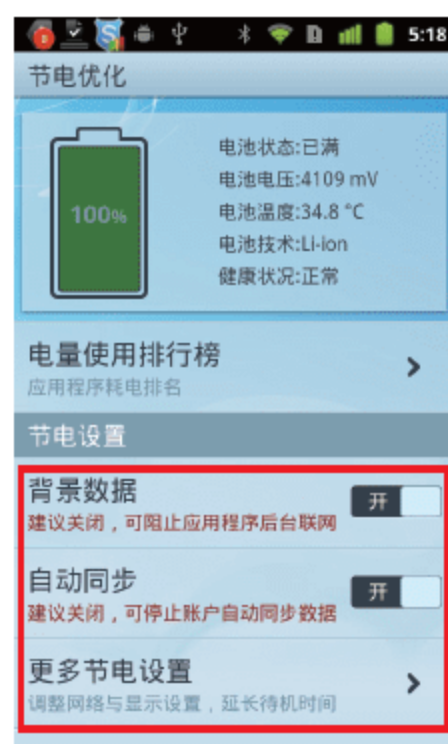 5:18
节电优化
100%
电池状态:已满
电池电压:4109 mV
电池温度:34.8 °C
电池技术:Li-ion
健康状况:正常
电量使用排行榜
应用程序耗电排名
节电设置
背景数据
开
建议关闭，可阻止应用程序后台联网
自动同步
开
建议关闭，可停止账户自动同步数据
更多节电设置
调整网络与显示设置，延长待机时间